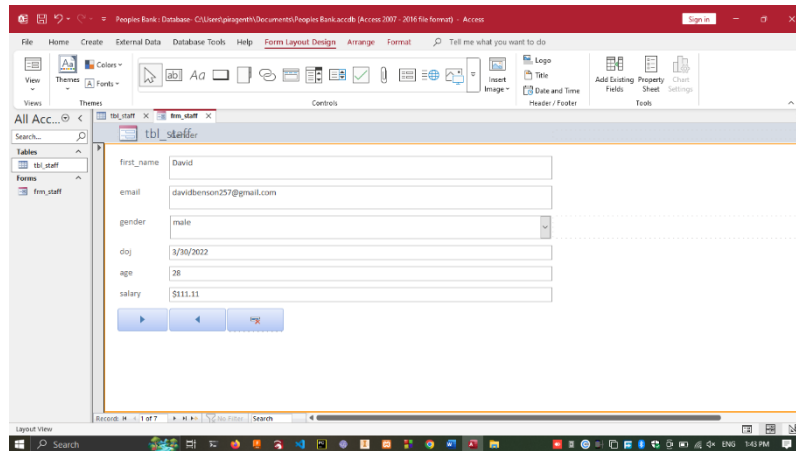 Peoples Bank : Database- C:\Users\piragenth\Documents\Peoples Bank.accdb (Access 2007 - 2016 file format) - Access
Sign in
File Home Create External Data Database Tools Help Form Layout Design Arrange Format Tell me what you want to do
View
Themes
Colors
Fonts
Aa
ab Aa
Insert Image
Logo
Title
Date and Time
Add Existing Fields
Property Sheet
Chart Settings
Views Themes Controls Header / Footer Tools
All Acc...
tbl_staff frm_staff
Search...
Tables
tbl_staff
Forms
frm_staff
tbl_staff
first_name David
email davidbenson257@gmail.com
gender male
doj 3/30/2022
age 28
salary $111.11
Record: 1 of 7 No Filter Search
Layout View
Search
ENG 1:43 PM